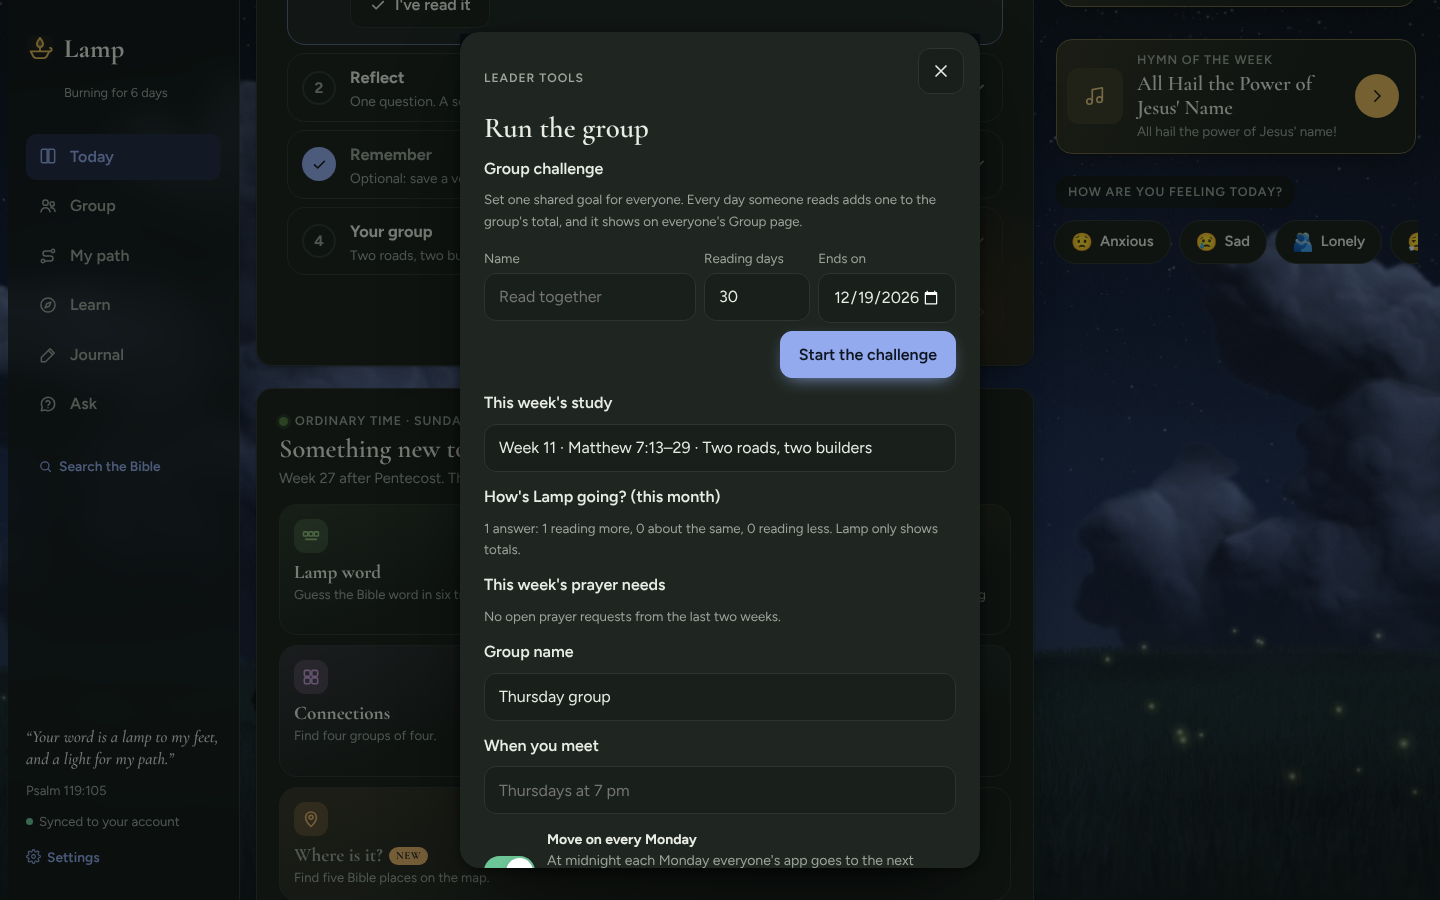 Lamp
Burning for 6 days
Today
Group
My path
Learn
Journal
Ask
Search the Bible
“Your word is a lamp to my feet,
and a light for my path.”
Psalm 119:105
Synced to your account
Settings
I've read it
2
Reflect
One question. A s
Remember
Optional: save a v
4
Your group
Two roads, two bu
ORDINARY TIME · SUNDA
Something new to
Week 27 after Pentecost. Th
Lamp word
Guess the Bible word in six t
Connections
Find four groups of four.
Where is it? NEW
Find five Bible places on the map.
LEADER TOOLS
Run the group
Group challenge
Set one shared goal for everyone. Every day someone reads adds one to the
group's total, and it shows on everyone's Group page.
Name Reading days Ends on
Read together 30 12/19/2026
Start the challenge
This week's study
Week 11 · Matthew 7:13–29 · Two roads, two builders
How's Lamp going? (this month)
1 answer: 1 reading more, 0 about the same, 0 reading less. Lamp only shows
totals.
This week's prayer needs
No open prayer requests from the last two weeks.
Group name
Thursday group
When you meet
Thursdays at 7 pm
Move on every Monday
At midnight each Monday everyone's app goes to the next
HYMN OF THE WEEK
All Hail the Power of
Jesus' Name
All hail the power of Jesus' name!
HOW ARE YOU FEELING TODAY?
Anxious Sad Lonely